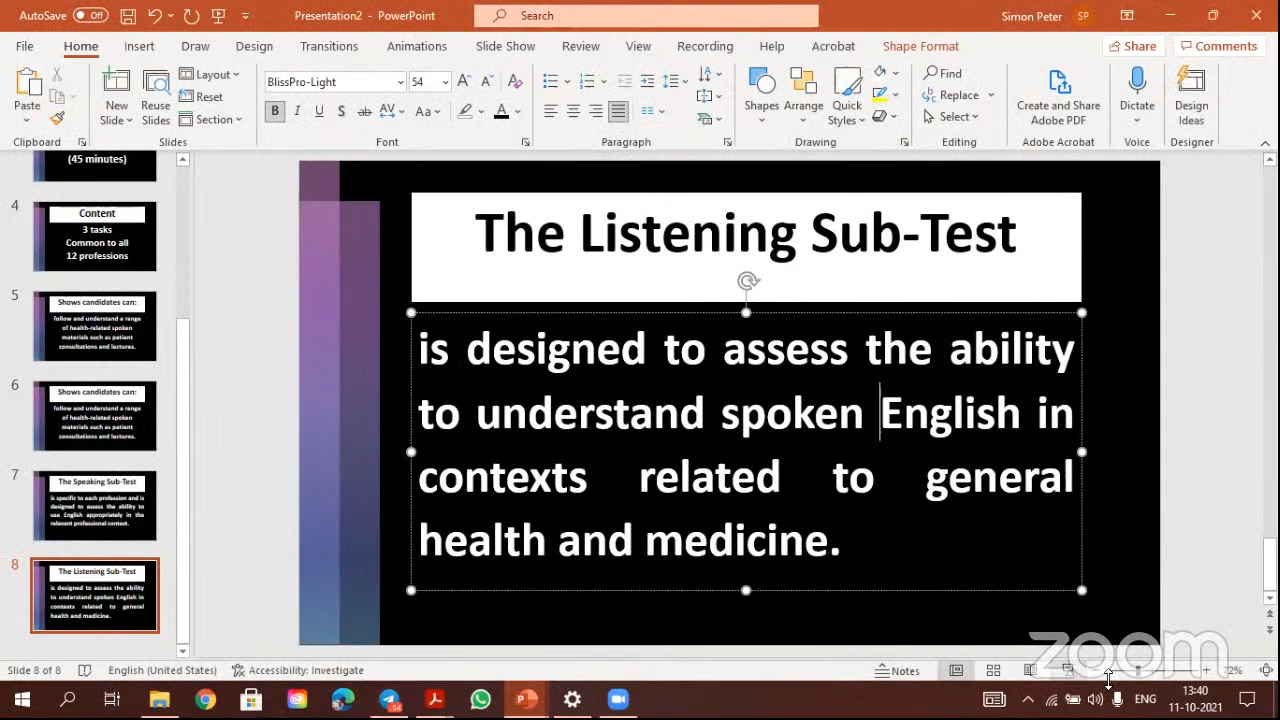 AutoSave Off Presentation2 - PowerPoint Search Simon Peter SP
File Home Insert Draw Design Transitions Animations Slide Show Review View Recording Help Acrobat Shape Format Share Comments
Paste New Slide Reuse Slides Layout Reset Section BlissPro-Light 54 Shapes Arrange Quick Styles Find Replace Select Create and Share Adobe PDF Dictate Design Ideas
Clipboard Slides Font Paragraph Drawing Editing Adobe Acrobat Voice Designer
(45 minutes)
4
Content
3 tasks
Common to all
12 professions
5
Shows candidates can:
follow and understand a range
of health-related spoken
materials such as patient
consultations and lectures.
6
Shows candidates can:
follow and understand a range
of health-related spoken
materials such as patient
consultations and lectures.
7
The Speaking Sub-Test
is specific to each profession and is
designed to assess the ability to
use English appropriately in the
relevant professional context.
8
The Listening Sub-Test
is designed to assess the ability
to understand spoken English in
contexts related to general
health and medicine.
The Listening Sub-Test
is designed to assess the ability
to understand spoken English in
contexts related to general
health and medicine.
zoom
Slide 8 of 8 English (United States) Accessibility: Investigate Notes
54 ENG 13:40
11-10-2021